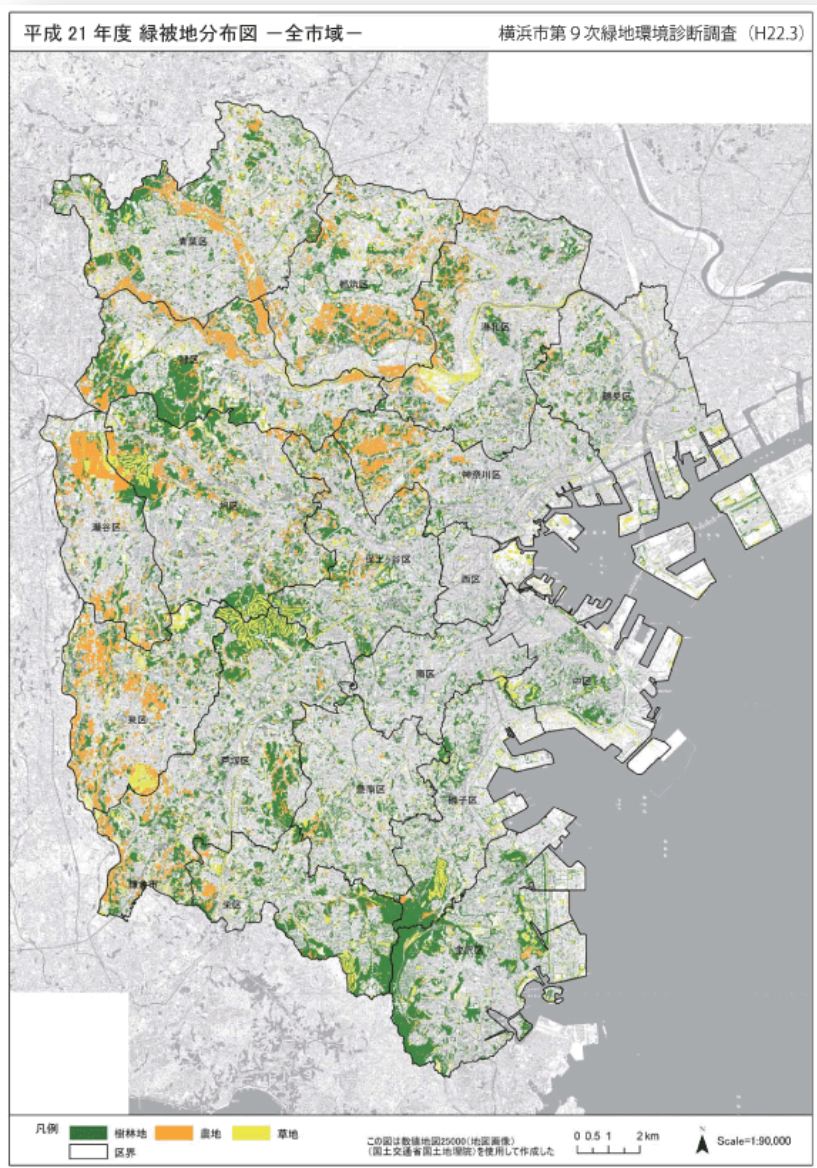 平成 21 年度 緑被地分布図 －全市域－
横浜市第９次緑地環境診断調査（H22.3）
青葉区
都筑区
港北区
緑区
鶴見区
神奈川区
旭区
瀬谷区
保土ヶ谷区
西区
南区
中区
泉区
戸塚区
港南区
磯子区
栄区
金沢区
凡例
樹林地
農地
草地
区界
この図は数値地図25000（地図画像）
（国土交通省国土地理院）を使用して作成した
0 0.5 1 2 km
N
Scale=1:90,000